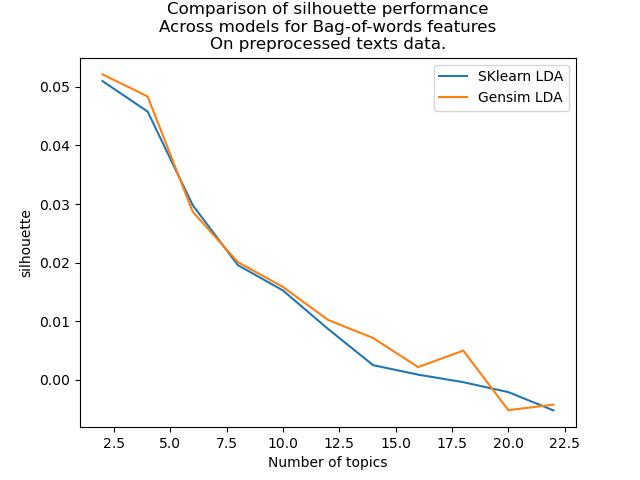 Comparison of silhouette performance
Across models for Bag-of-words features
On preprocessed texts data.
SKlearn LDA
Gensim LDA
silhouette
0.05
0.04
0.03
0.02
0.01
0.00
2.5 5.0 7.5 10.0 12.5 15.0 17.5 20.0 22.5
Number of topics